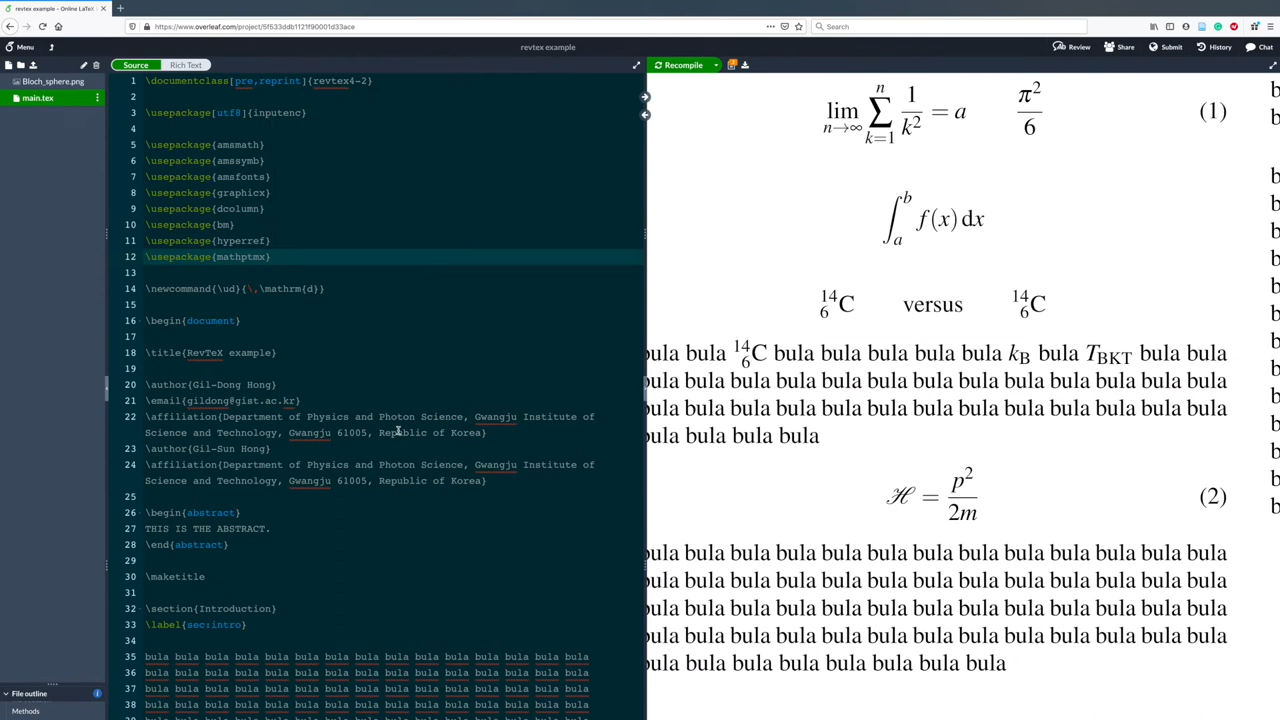 revtex example - Online LaTeX
https://www.overleaf.com/project/5f533ddb1121f90001d33ace
Search
Menu
revtex example
Review
Share
Submit
History
Chat
Source
Rich Text
Recompile
Bloch_sphere.png
main.tex
1 \documentclass[pre,reprint]{revtex4-2}
2
3 \usepackage[utf8]{inputenc}
4
5 \usepackage{amsmath}
6 \usepackage{amssymb}
7 \usepackage{amsfonts}
8 \usepackage{graphicx}
9 \usepackage{dcolumn}
10 \usepackage{bm}
11 \usepackage{hyperref}
12 \usepackage{mathptmx}
13
14 \newcommand{\ud}{\,\mathrm{d}}
15
16 \begin{document}
17
18 \title{RevTeX example}
19
20 \author{Gil-Dong Hong}
21 \email{gildong@gist.ac.kr}
22 \affiliation{Department of Physics and Photon Science, Gwangju Institute of
Science and Technology, Gwangju 61005, Republic of Korea}
23 \author{Gil-Sun Hong}
24 \affiliation{Department of Physics and Photon Science, Gwangju Institute of
Science and Technology, Gwangju 61005, Republic of Korea}
25
26 \begin{abstract}
27 THIS IS THE ABSTRACT.
28 \end{abstract}
29
30 \maketitle
31
32 \section{Introduction}
33 \label{sec:intro}
34
35 bula bula bula bula bula bula bula bula bula bula bula bula bula bula bula
36 bula bula bula bula bula bula bula bula bula bula bula bula bula bula bula
37 bula bula bula bula bula bula bula bula bula bula bula bula bula bula bula
38 bula bula bula bula bula bula bula bula bula bula bula bula bula bula bula
File outline
Methods
lim n→∞ ∑ k=1 n 1/k² = a π²/6 (1)
∫ₐᵇ f(x) dx
¹⁴₆C versus ¹⁴₆C
bula bula ¹⁴₆C bula bula bula bula bula k_B bula T_BKT bula bula
bula bula bula bula bula bula bula bula bula bula bula bula bula
bula bula bula bula bula bula bula bula bula bula bula bula bula
bula bula bula bula
ℋ = p²/2m (2)
bula bula bula bula bula bula bula bula bula bula bula bula bula
bula bula bula bula bula bula bula bula bula bula bula bula bula
bula bula bula bula bula bula bula bula bula bula bula bula bula
bula bula bula bula bula bula bula bula bula bula bula bula bula
bula bula bula bula bula bula bula bula